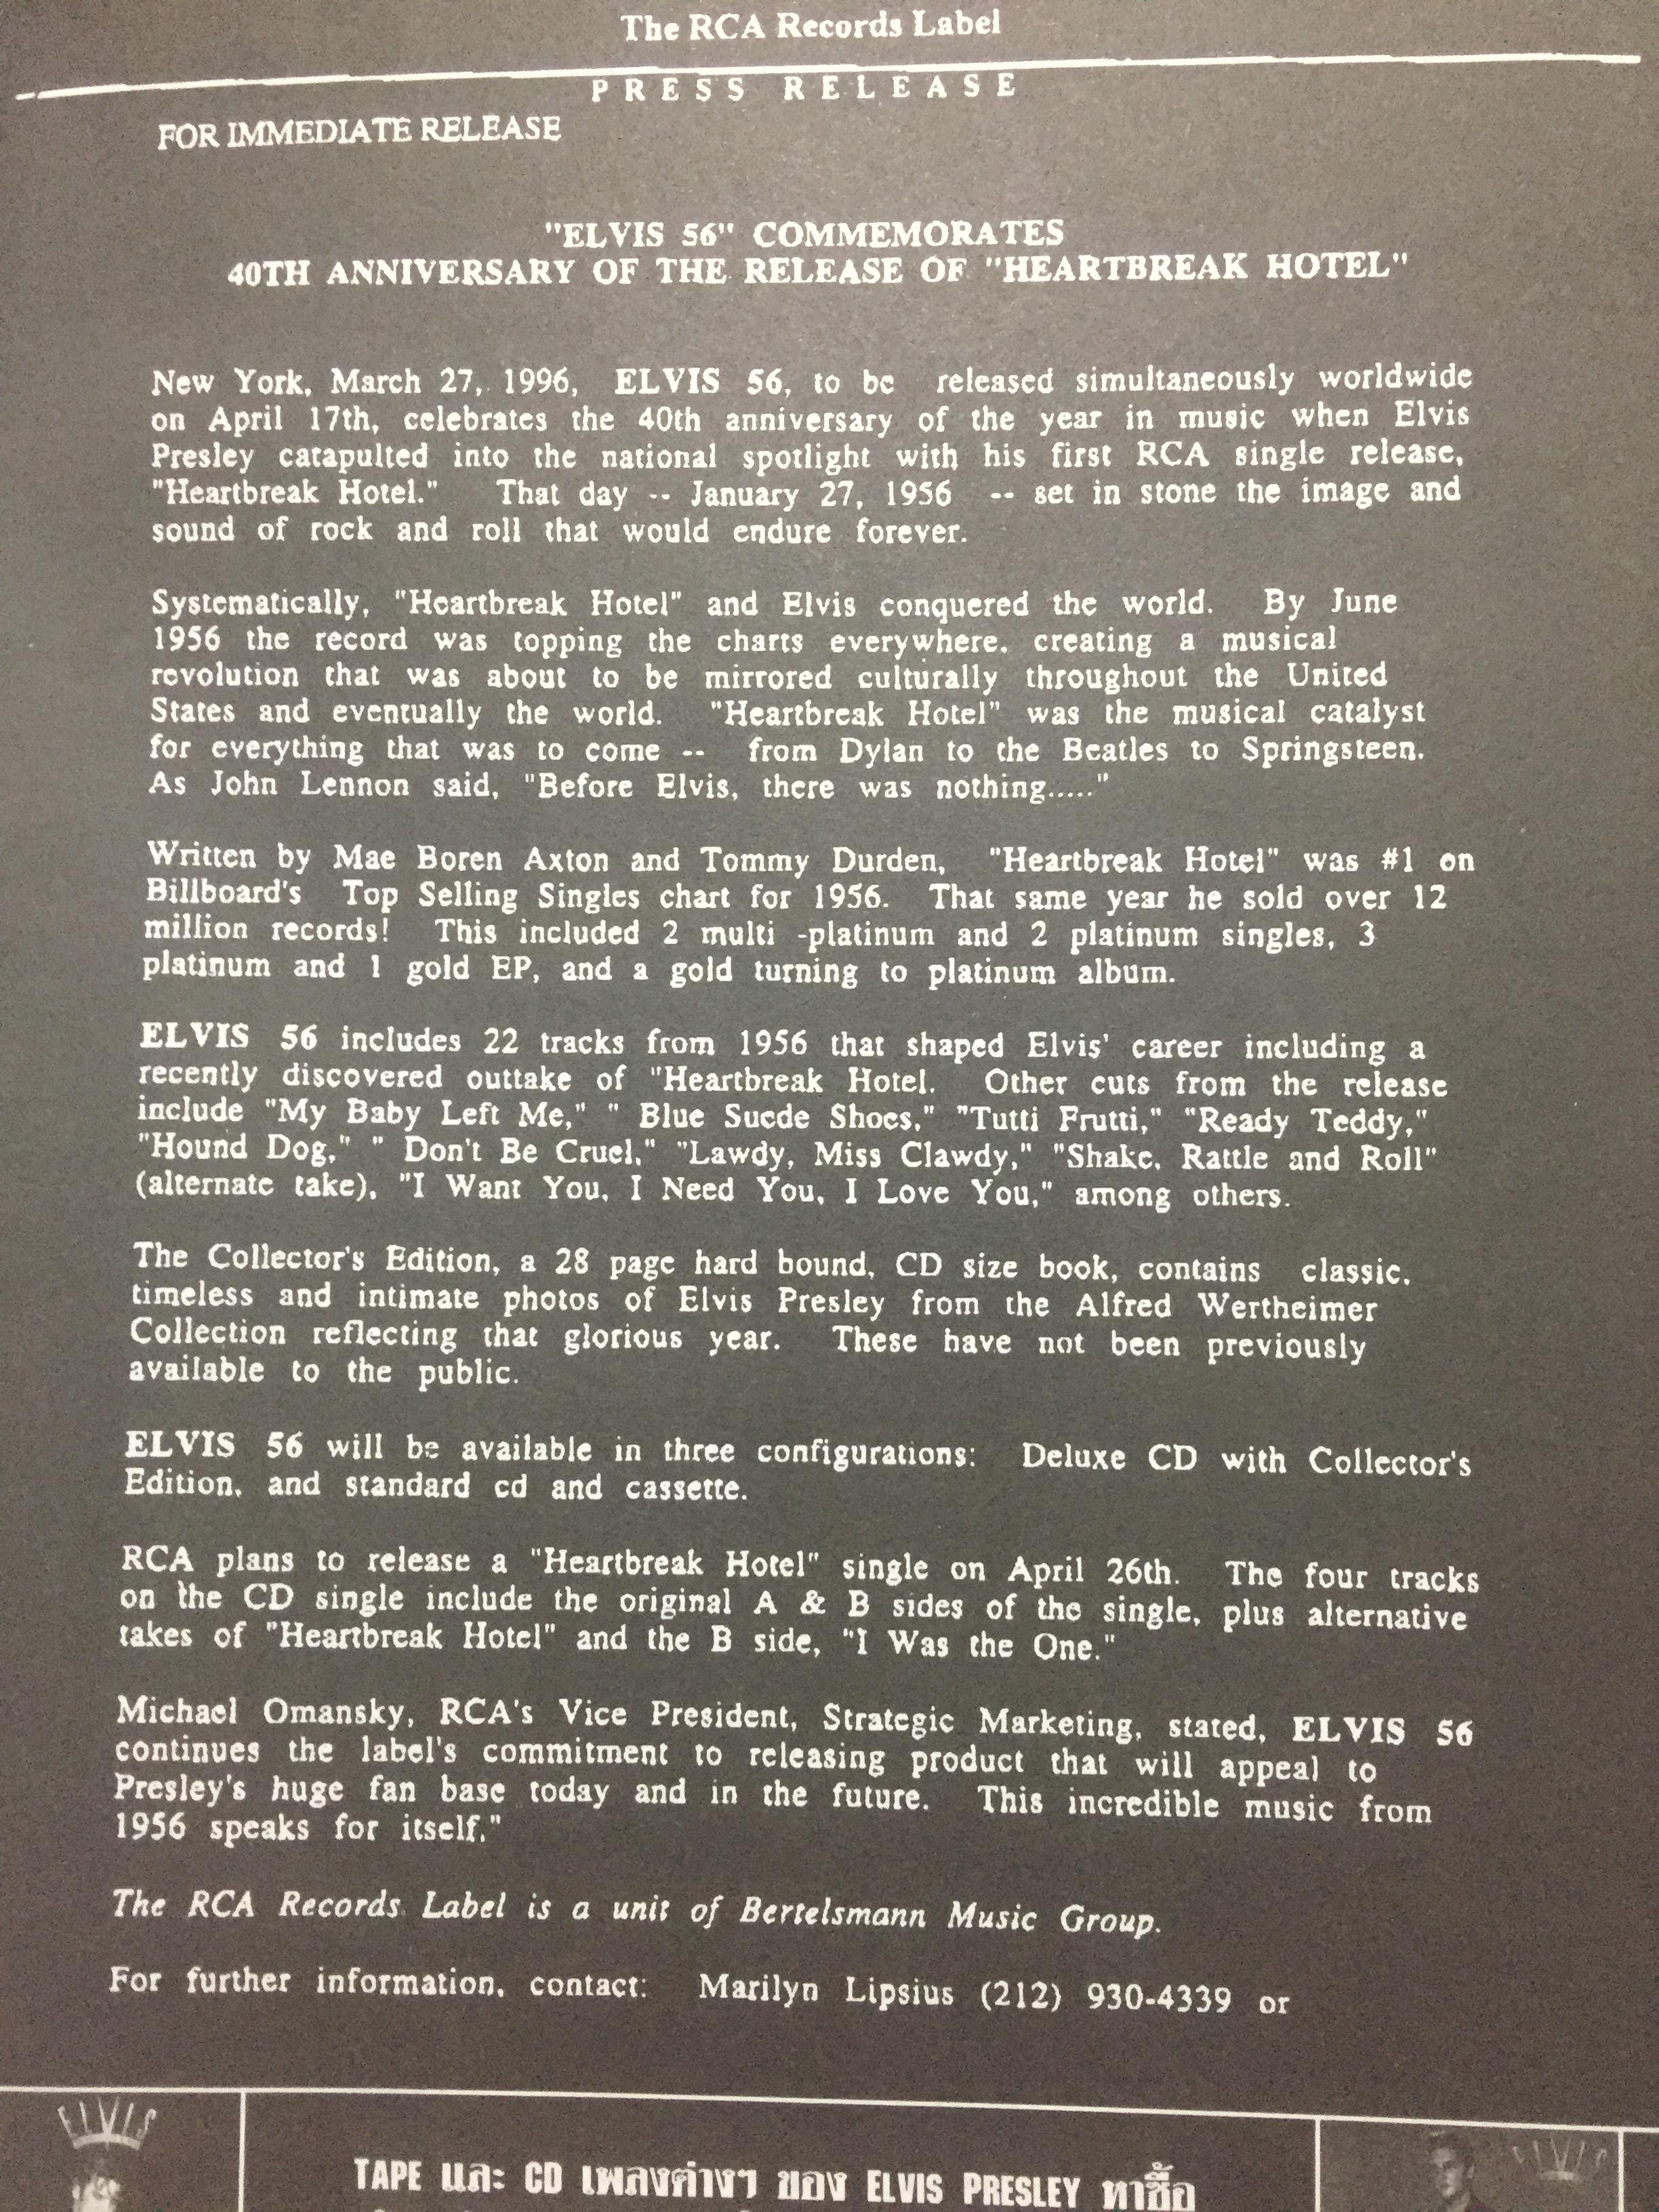 The RCA Records Label
PRESS RELEASE
FOR IMMEDIATE RELEASE
"ELVIS 56" COMMEMORATES
40TH ANNIVERSARY OF THE RELEASE OF "HEARTBREAK HOTEL"
New York, March 27, 1996, ELVIS 56, to be released simultaneously worldwide
on April 17th, celebrates the 40th anniversary of the year in music when Elvis
Presley catapulted into the national spotlight with his first RCA single release,
"Heartbreak Hotel." That day -- January 27, 1956 -- set in stone the image and
sound of rock and roll that would endure forever.
Systematically, "Heartbreak Hotel" and Elvis conquered the world. By June
1956 the record was topping the charts everywhere, creating a musical
revolution that was about to be mirrored culturally throughout the United
States and eventually the world. "Heartbreak Hotel" was the musical catalyst
for everything that was to come -- from Dylan to the Beatles to Springsteen.
As John Lennon said, "Before Elvis, there was nothing....."
Written by Mae Boren Axton and Tommy Durden, "Heartbreak Hotel" was #1 on
Billboard's Top Selling Singles chart for 1956. That same year he sold over 12
million records! This included 2 multi -platinum and 2 platinum singles, 3
platinum and 1 gold EP, and a gold turning to platinum album.
ELVIS 56 includes 22 tracks from 1956 that shaped Elvis' career including a
recently discovered outtake of "Heartbreak Hotel. Other cuts from the release
include "My Baby Left Me," " Blue Suede Shoes," "Tutti Frutti," "Ready Teddy,"
"Hound Dog," " Don't Be Cruel," "Lawdy, Miss Clawdy," "Shake, Rattle and Roll"
(alternate take), "I Want You, I Need You, I Love You," among others.
The Collector's Edition, a 28 page hard bound, CD size book, contains classic,
timeless and intimate photos of Elvis Presley from the Alfred Wertheimer
Collection reflecting that glorious year. These have not been previously
available to the public.
ELVIS 56 will be available in three configurations: Deluxe CD with Collector's
Edition, and standard cd and cassette.
RCA plans to release a "Heartbreak Hotel" single on April 26th. The four tracks
on the CD single include the original A & B sides of the single, plus alternative
takes of "Heartbreak Hotel" and the B side, "I Was the One."
Michael Omansky, RCA's Vice President, Strategic Marketing, stated, ELVIS 56
continues the label's commitment to releasing product that will appeal to
Presley's huge fan base today and in the future. This incredible music from
1956 speaks for itself."
The RCA Records Label is a unit of Bertelsmann Music Group.
For further information, contact: Marilyn Lipsius (212) 930-4339 or
ELVIS
TAPE และ CD เพลงต่างๆ ของ ELVIS PRESLEY หาซื้อ
ELVIS